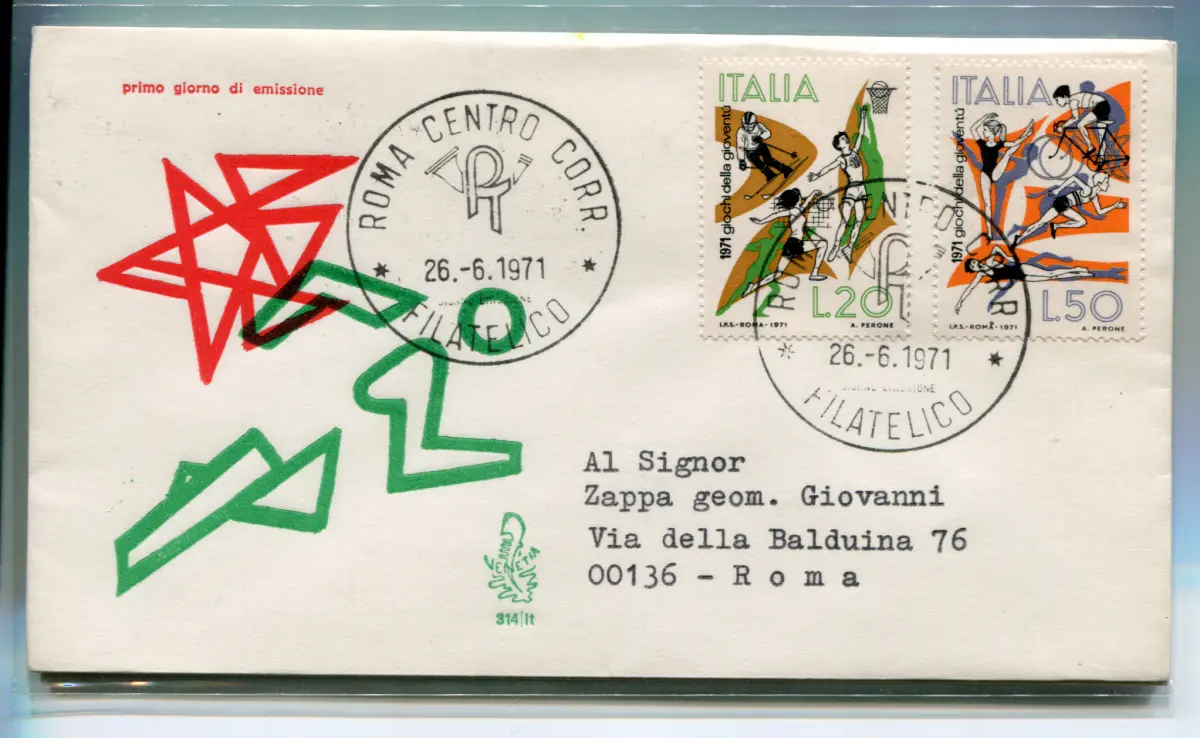 primo giorno di emissione
ROMA CENTRO CORR.
26.-6.1971
GIORNO EMISSIONE
FILATELICO
ITALIA
1971 giochi della gioventù
L.20
I.P.S.-ROMA-1971 A. PERONE
ITALIA
1971 giochi della gioventù
L.50
I.P.S.-ROMA-1971 A. PERONE
26.-6.1971
FILATELICO
Al Signor
Zappa geom. Giovanni
Via della Balduina 76
00136 - R o m a
VENETIA
314|It